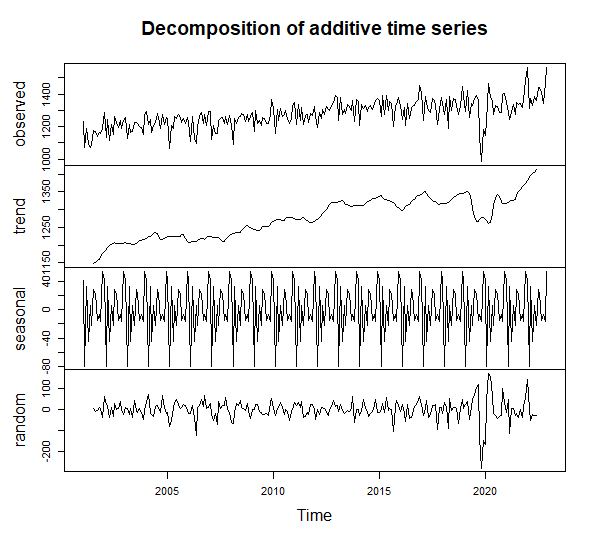 Decomposition of additive time series
observed
1000 1200 1400
trend
1150 1250 1350
seasonal
-80 -40 0 40
random
-200 0 100
2005 2010 2015 2020
Time